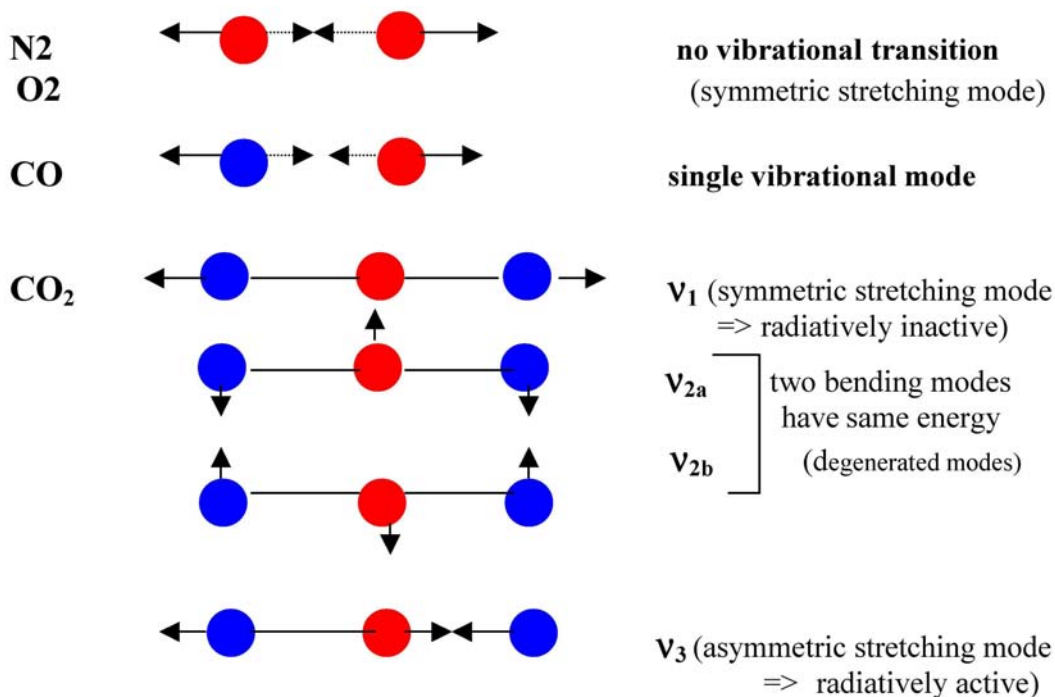 N2 no vibrational transition
O2 (symmetric stretching mode)
CO single vibrational mode
CO₂ ν₁ (symmetric stretching mode
=> radiatively inactive)
ν₂ₐ two bending modes
have same energy
ν₂b (degenerated modes)
ν₃ (asymmetric stretching mode
=> radiatively active)